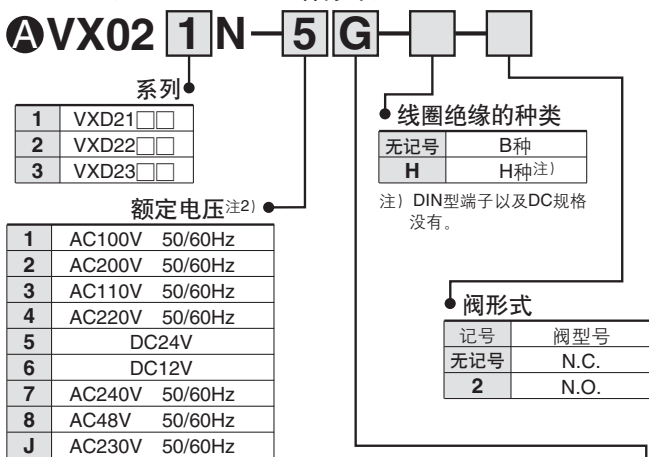 A VX02 1 N－5 G－□－□
系列
1 VXD21□□
2 VXD22□□
3 VXD23□□
额定电压注2)
1 AC100V 50/60Hz
2 AC200V 50/60Hz
3 AC110V 50/60Hz
4 AC220V 50/60Hz
5 DC24V
6 DC12V
7 AC240V 50/60Hz
8 AC48V 50/60Hz
J AC230V 50/60Hz
线圈绝缘的种类
无记号 B种
H H种注)
注) DIN型端子以及DC规格
没有。
阀形式
记号 阀型号
无记号 N.C.
2 N.O.